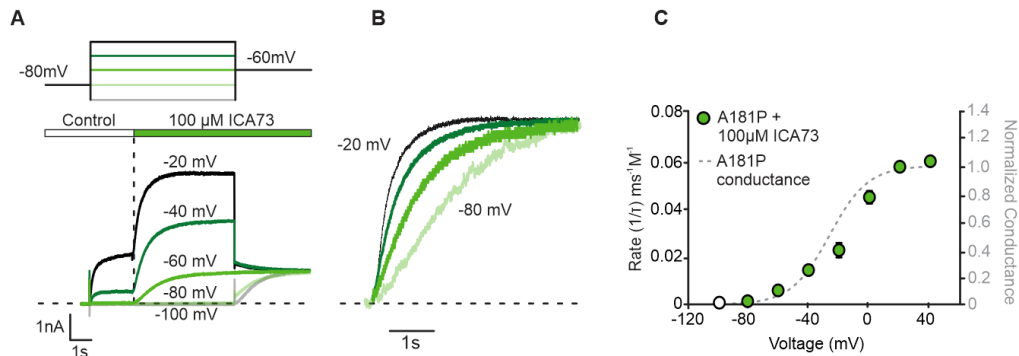 A
-80mV
-60mV
Control
100 µM ICA73
-20 mV
-40 mV
-60 mV
-80 mV
-100 mV
1nA
1s
B
-20 mV
-80 mV
1s
C
A181P +
100µM ICA73
A181P
conductance
Rate (1/τ) ms¯¹M¯¹
0.08
0.06
0.04
0.02
0
-120
-80
-40
0
40
Voltage (mV)
1.4
1.2
1.0
0.8
0.6
0.4
0.2
0
Normalized Conductance